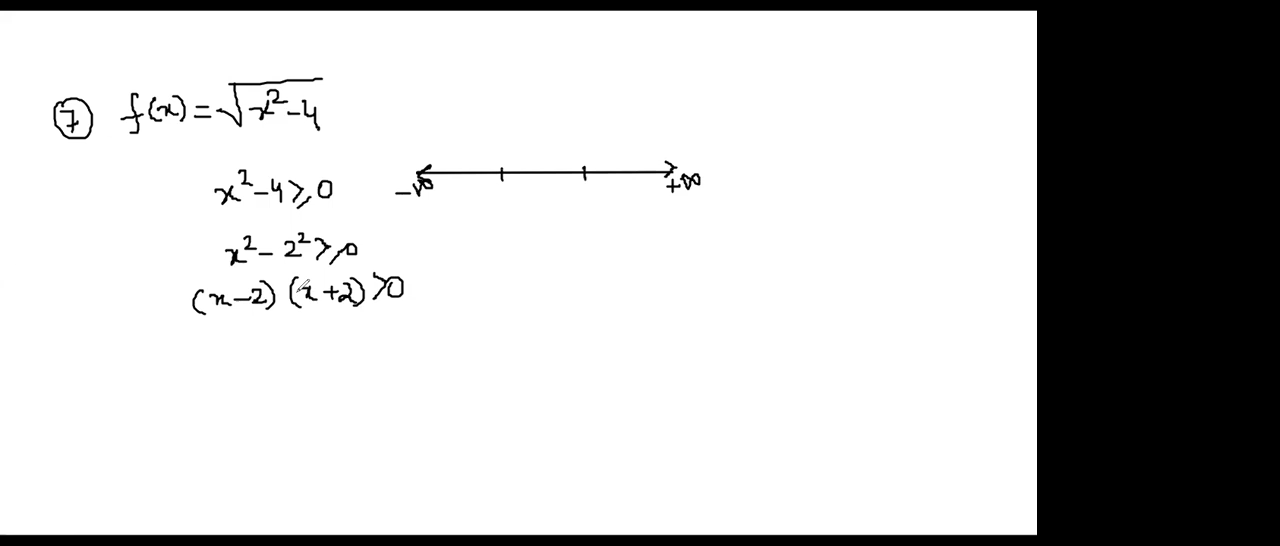 ⑦ f(x) = √x²-4
x²-4 ≥ 0
-∞ +∞
x² - 2² ≥ 0
(x-2) (x+2) > 0